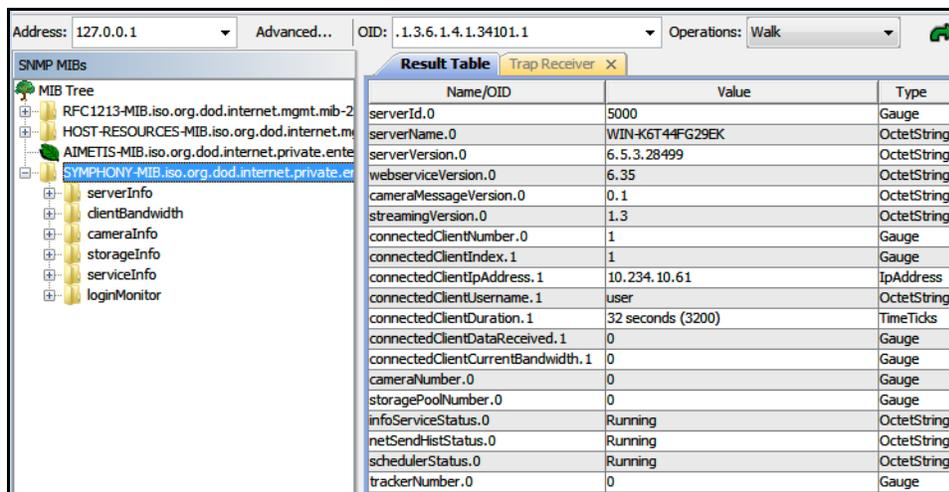 Address: 127.0.0.1 Advanced... OID: .1.3.6.1.4.1.34101.1 Operations: Walk
SNMP MIBs
MIB Tree
RFC1213-MIB.iso.org.dod.internet.mgmt.mib-2
HOST-RESOURCES-MIB.iso.org.dod.internet.mg
AIMETIS-MIB.iso.org.dod.internet.private.ente
SYMPHONY-MIB.iso.org.dod.internet.private.er
serverInfo
clientBandwidth
cameraInfo
storageInfo
serviceInfo
loginMonitor
Result Table Trap Receiver
Name/OID Value Type
serverId.0 5000 Gauge
serverName.0 WIN-K6T44FG29EK OctetString
serverVersion.0 6.5.3.28499 OctetString
webserviceVersion.0 6.35 OctetString
cameraMessageVersion.0 0.1 OctetString
streamingVersion.0 1.3 OctetString
connectedClientNumber.0 1 Gauge
connectedClientIndex.1 1 Gauge
connectedClientIpAddress.1 10.234.10.61 IpAddress
connectedClientUsername.1 user OctetString
connectedClientDuration.1 32 seconds (3200) TimeTicks
connectedClientDataReceived.1 0 Gauge
connectedClientCurrentBandwidth.1 0 Gauge
cameraNumber.0 0 Gauge
storagePoolNumber.0 0 Gauge
infoServiceStatus.0 Running OctetString
netSendHistStatus.0 Running OctetString
schedulerStatus.0 Running OctetString
trackerNumber.0 0 Gauge